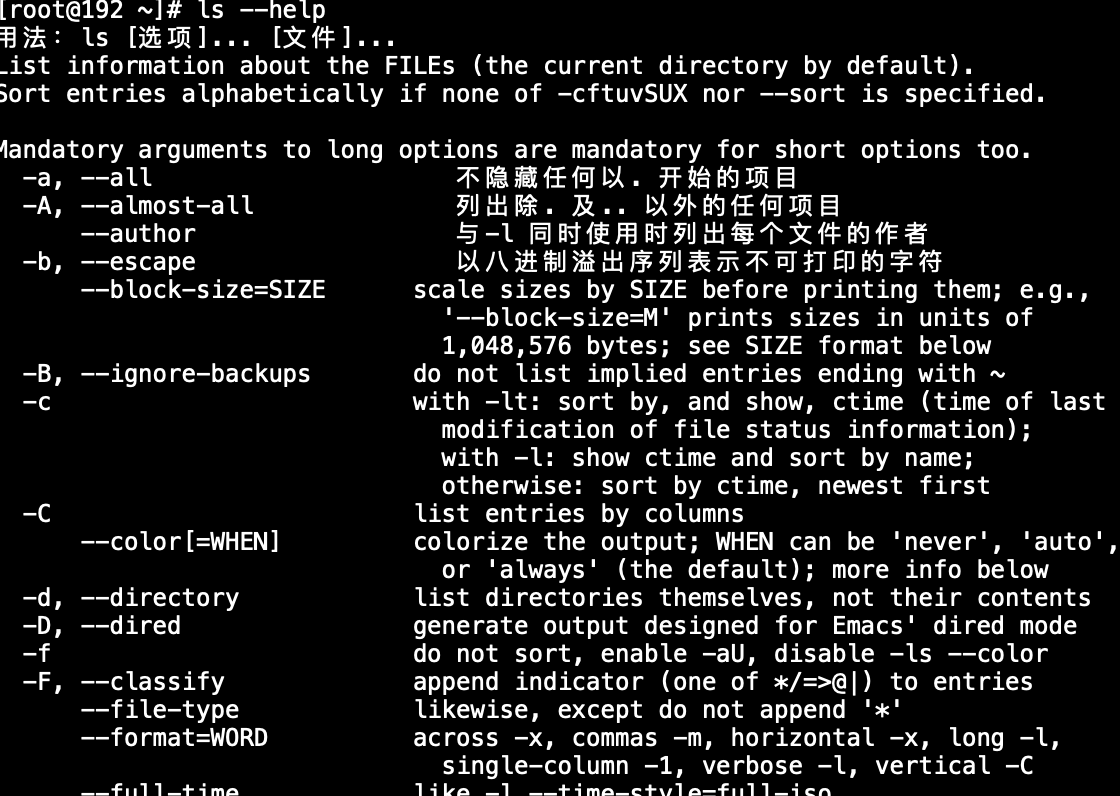 [root@192 ~]# ls --help
用法：ls [选项]... [文件]...
List information about the FILEs (the current directory by default).
Sort entries alphabetically if none of -cftuvSUX nor --sort is specified.
Mandatory arguments to long options are mandatory for short options too.
-a, --all 不隐藏任何以. 开始的项目
-A, --almost-all 列出除. 及.. 以外的任何项目
--author 与-l 同时使用时列出每个文件的作者
-b, --escape 以八进制溢出序列表示不可打印的字符
--block-size=SIZE scale sizes by SIZE before printing them; e.g.,
'--block-size=M' prints sizes in units of
1,048,576 bytes; see SIZE format below
-B, --ignore-backups do not list implied entries ending with ~
-c with -lt: sort by, and show, ctime (time of last
modification of file status information);
with -l: show ctime and sort by name;
otherwise: sort by ctime, newest first
-C list entries by columns
--color[=WHEN] colorize the output; WHEN can be 'never', 'auto',
or 'always' (the default); more info below
-d, --directory list directories themselves, not their contents
-D, --dired generate output designed for Emacs' dired mode
-f do not sort, enable -aU, disable -ls --color
-F, --classify append indicator (one of */=>@|) to entries
--file-type likewise, except do not append '*'
--format=WORD across -x, commas -m, horizontal -x, long -l,
single-column -1, verbose -l, vertical -C
--full-time like -l --time-style=full-iso